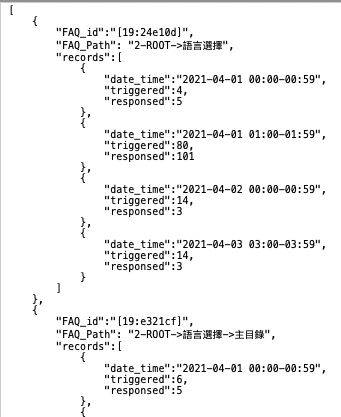 [
{
"FAQ_id":"[19:24e10d]",
"FAQ_Path": "2-ROOT->語言選擇",
"records":[
{
"date_time":"2021-04-01 00:00-00:59",
"triggered":4,
"responsed":5
},
{
"date_time":"2021-04-01 01:00-01:59",
"triggered":80,
"responsed":101
},
{
"date_time":"2021-04-02 00:00-00:59",
"triggered":14,
"responsed":3
},
{
"date_time":"2021-04-03 03:00-03:59",
"triggered":14,
"responsed":3
}
]
},
{
"FAQ_id":"[19:e321cf]",
"FAQ_Path": "2-ROOT->語言選擇->主目錄",
"records":[
{
"date_time":"2021-04-01 00:00-00:59",
"triggered":6,
"responsed":5
},
{